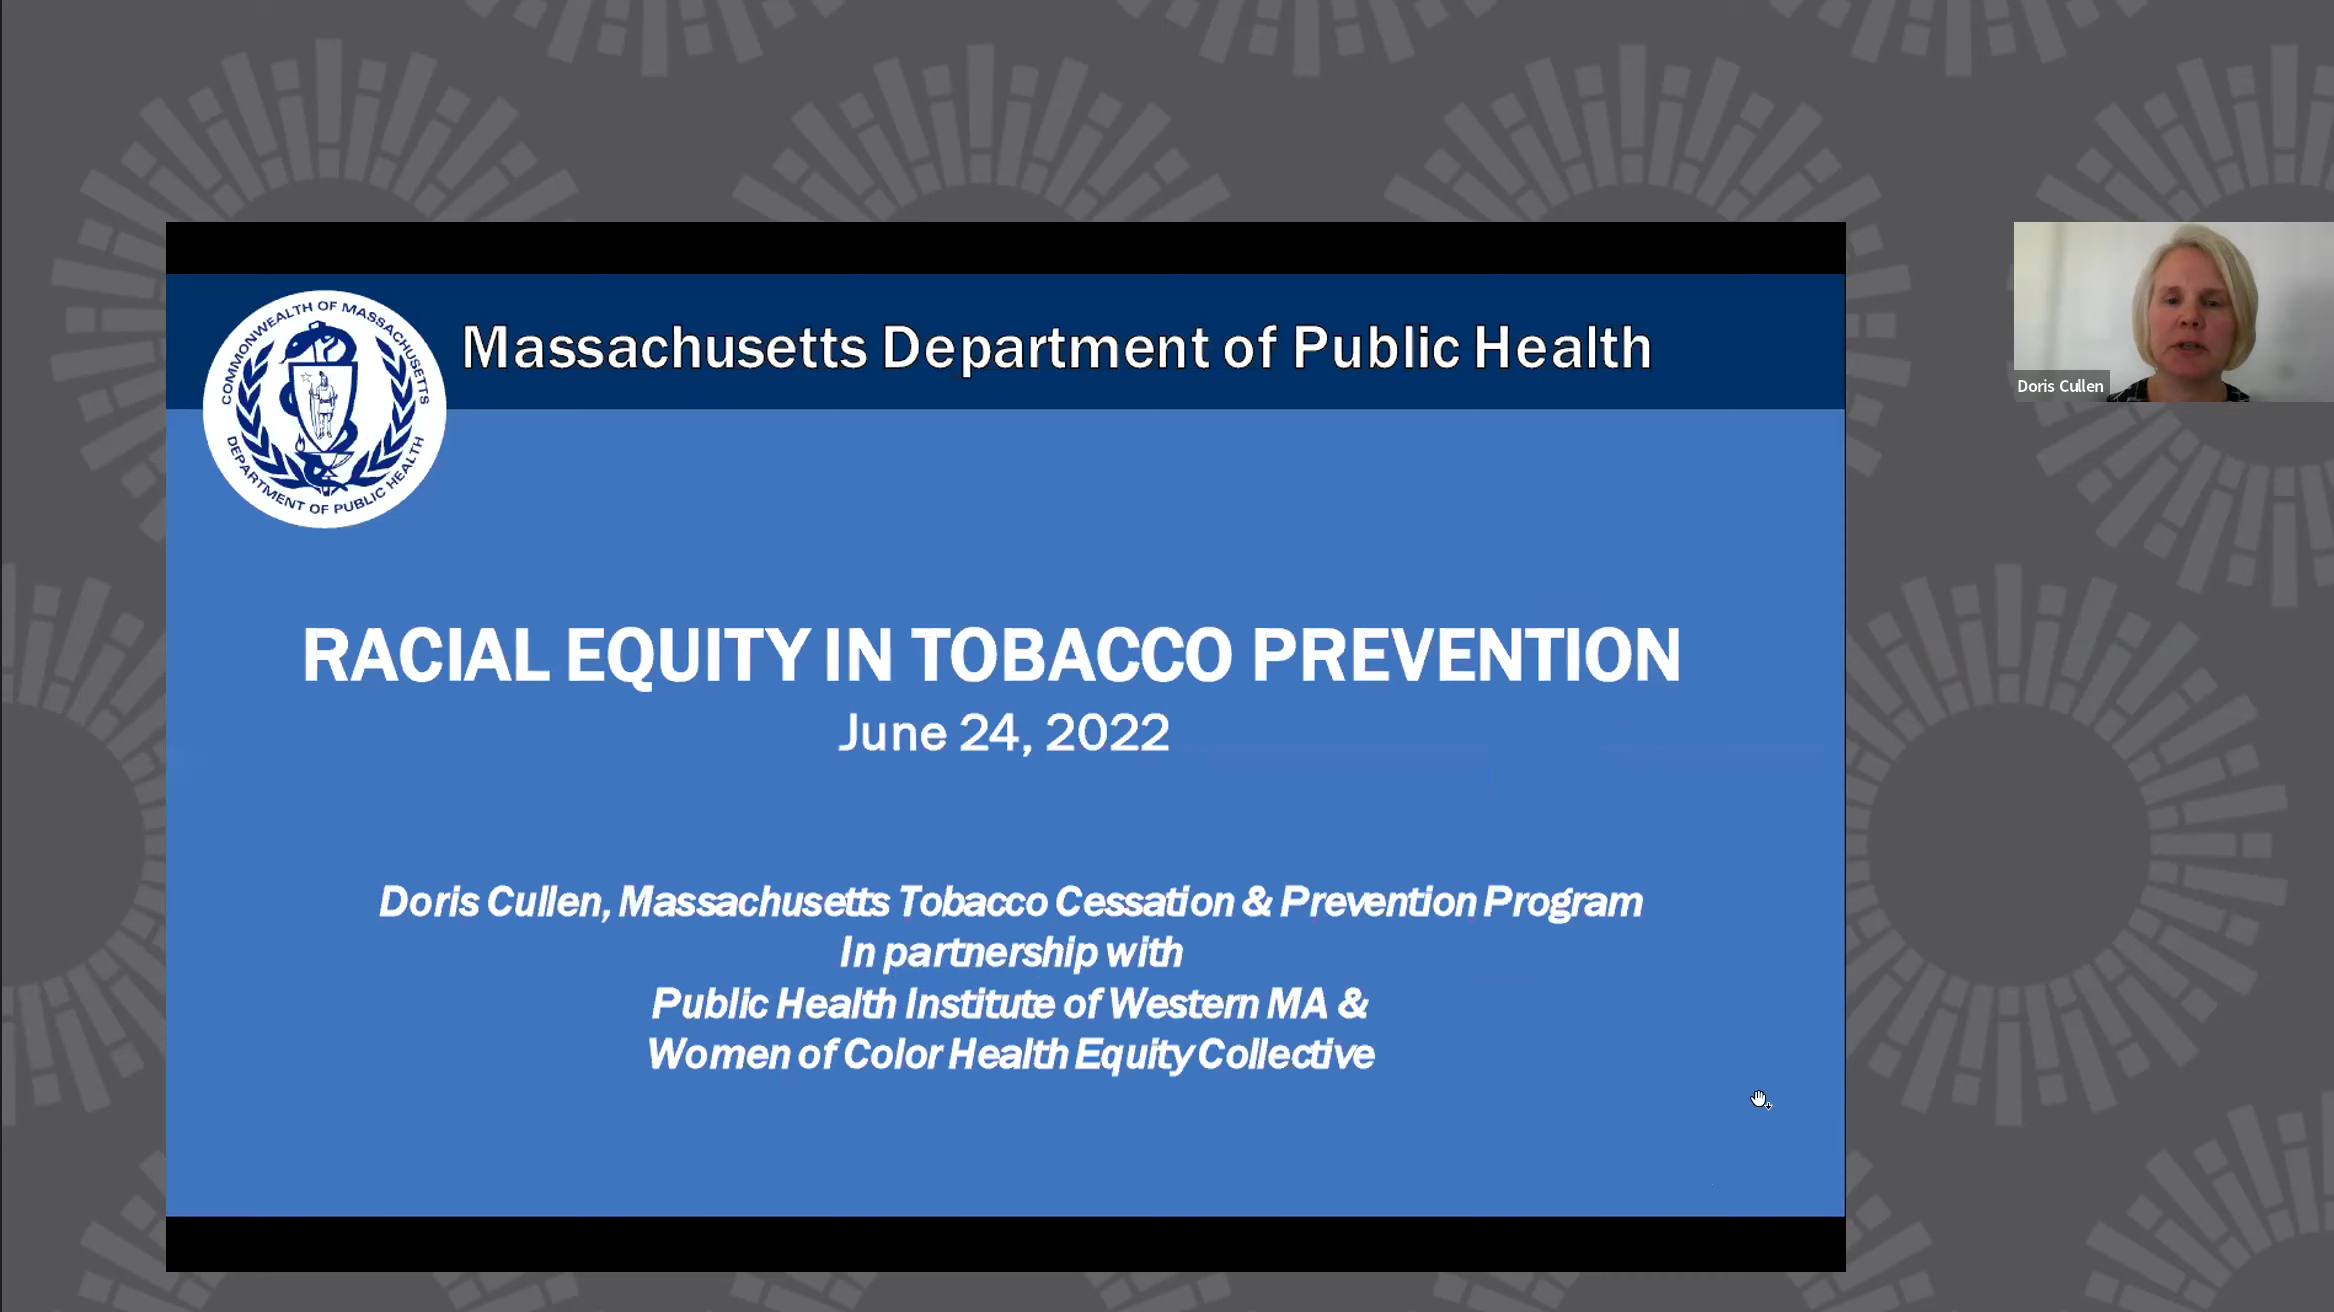 COMMONWEALTH OF MASSACHUSETTS
DEPARTMENT OF PUBLIC HEALTH
Massachusetts Department of Public Health
RACIAL EQUITY IN TOBACCO PREVENTION
June 24, 2022
Doris Cullen, Massachusetts Tobacco Cessation & Prevention Program
In partnership with
Public Health Institute of Western MA &
Women of Color Health Equity Collective
Doris Cullen